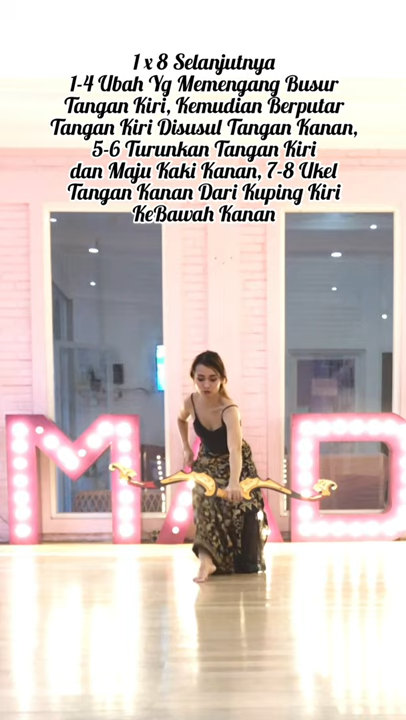 1 x 8 Selanjutnya
1-4 Ubah Yg Memengang Busur
Tangan Kiri, Kemudian Berputar
Tangan Kiri Disusul Tangan Kanan,
5-6 Turunkan Tangan Kiri
dan Maju Kaki Kanan, 7-8 Ukel
Tangan Kanan Dari Kuping Kiri
KeBawah Kanan
M
D